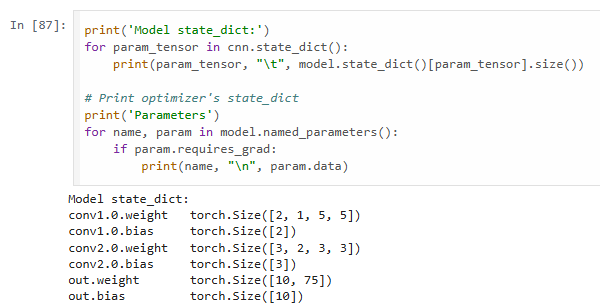 In [87]:
print('Model state_dict:')
for param_tensor in cnn.state_dict():
    print(param_tensor, "\t", model.state_dict()[param_tensor].size())

# Print optimizer's state_dict
print('Parameters')
for name, param in model.named_parameters():
    if param.requires_grad:
        print(name, "\n", param.data)

Model state_dict:
conv1.0.weight   torch.Size([2, 1, 5, 5])
conv1.0.bias     torch.Size([2])
conv2.0.weight   torch.Size([3, 2, 3, 3])
conv2.0.bias     torch.Size([3])
out.weight       torch.Size([10, 75])
out.bias         torch.Size([10])